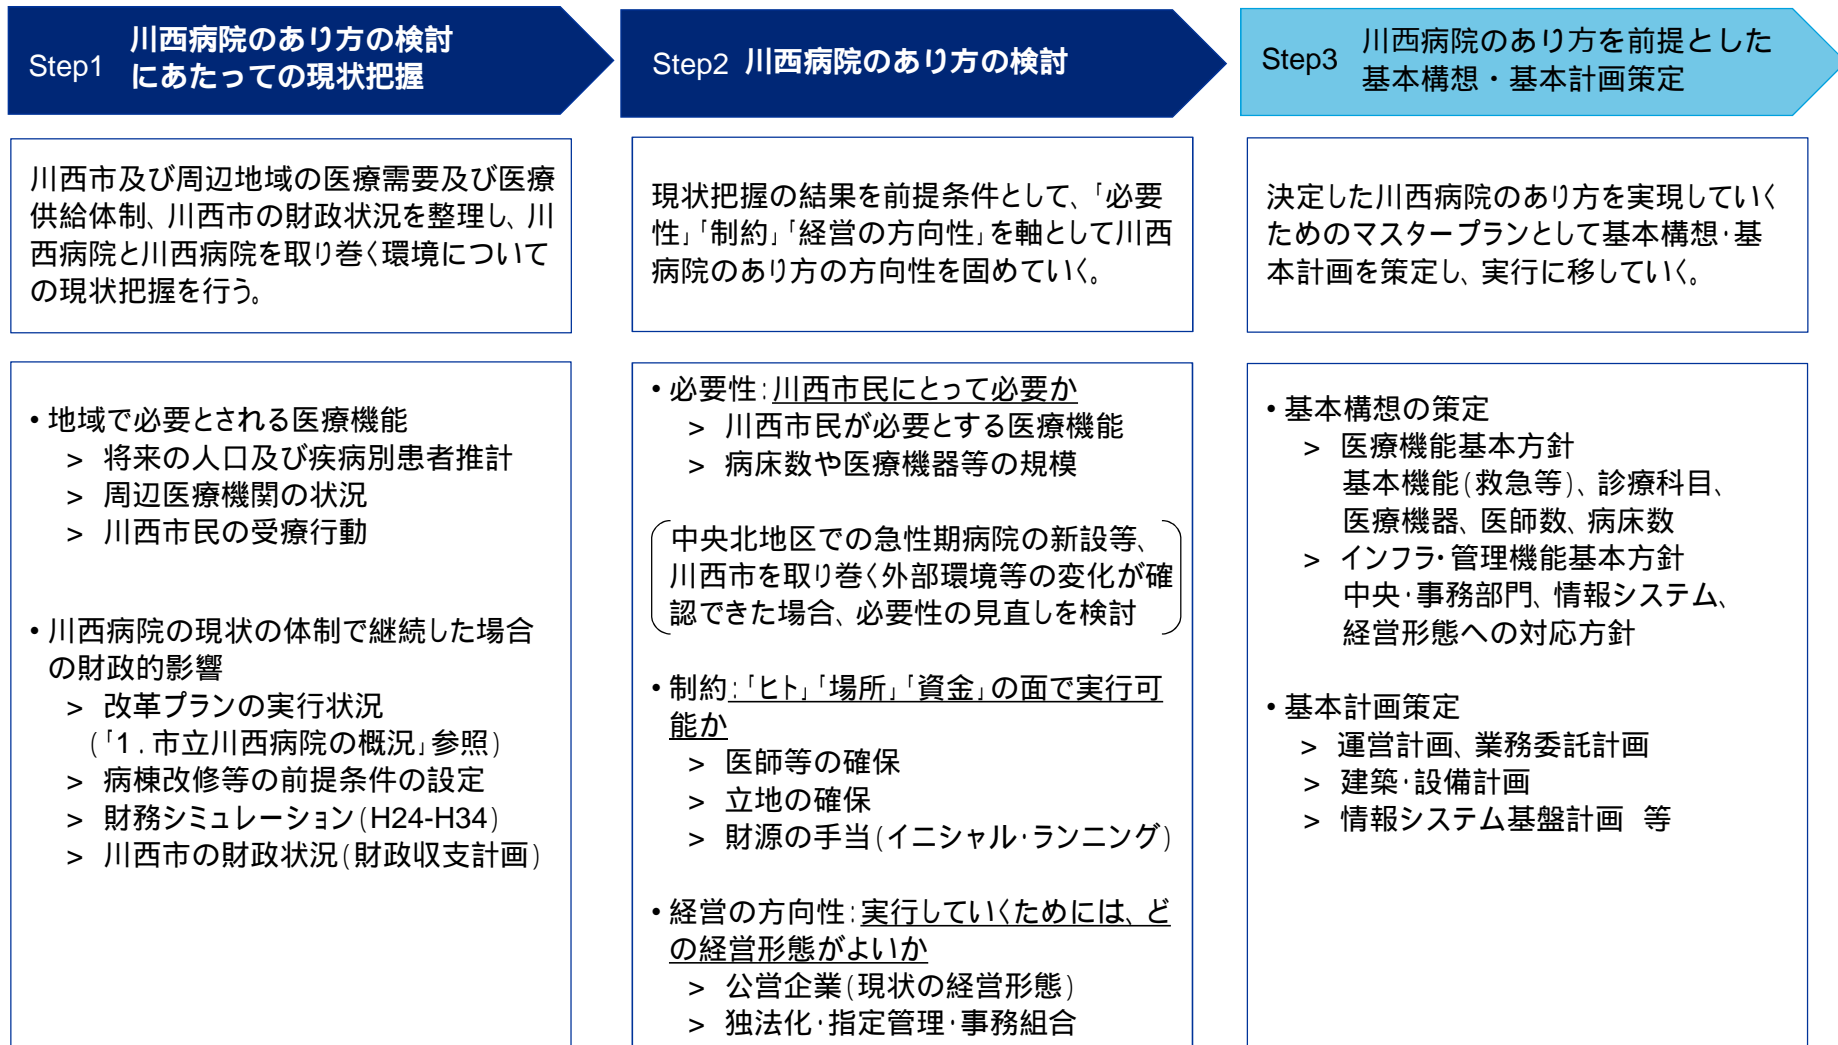 Step1 川西病院のあり方の検討
にあたっての現状把握
川西市及び周辺地域の医療需要及び医療
供給体制、川西市の財政状況を整理し、川
西病院と川西病院を取り巻く環境について
の現状把握を行う。
• 地域で必要とされる医療機能
> 将来の人口及び疾病別患者推計
> 周辺医療機関の状況
> 川西市民の受療行動
• 川西病院の現状の体制で継続した場合
の財政的影響
> 改革プランの実行状況
(「1.市立川西病院の概況」参照)
> 病棟改修等の前提条件の設定
> 財務シミュレーション(H24-H34)
> 川西市の財政状況(財政収支計画)
Step2 川西病院のあり方の検討
現状把握の結果を前提条件として、「必要
性」「制約」「経営の方向性」を軸として川西
病院のあり方の方向性を固めていく。
• 必要性:川西市民にとって必要か
> 川西市民が必要とする医療機能
> 病床数や医療機器等の規模
中央北地区での急性期病院の新設等、
川西市を取り巻く外部環境等の変化が確
認できた場合、必要性の見直しを検討
• 制約:「ヒト」「場所」「資金」の面で実行可
能か
> 医師等の確保
> 立地の確保
> 財源の手当(イニシャル・ランニング)
• 経営の方向性:実行していくためには、ど
の経営形態がよいか
> 公営企業(現状の経営形態)
> 独法化・指定管理・事務組合
Step3 川西病院のあり方を前提とした
基本構想・基本計画策定
決定した川西病院のあり方を実現していく
ためのマスタープランとして基本構想・基
本計画を策定し、実行に移していく。
• 基本構想の策定
> 医療機能基本方針
基本機能(救急等)、診療科目、
医療機器、医師数、病床数
> インフラ・管理機能基本方針
中央・事務部門、情報システム、
経営形態への対応方針
• 基本計画策定
> 運営計画、業務委託計画
> 建築・設備計画
> 情報システム基盤計画 等